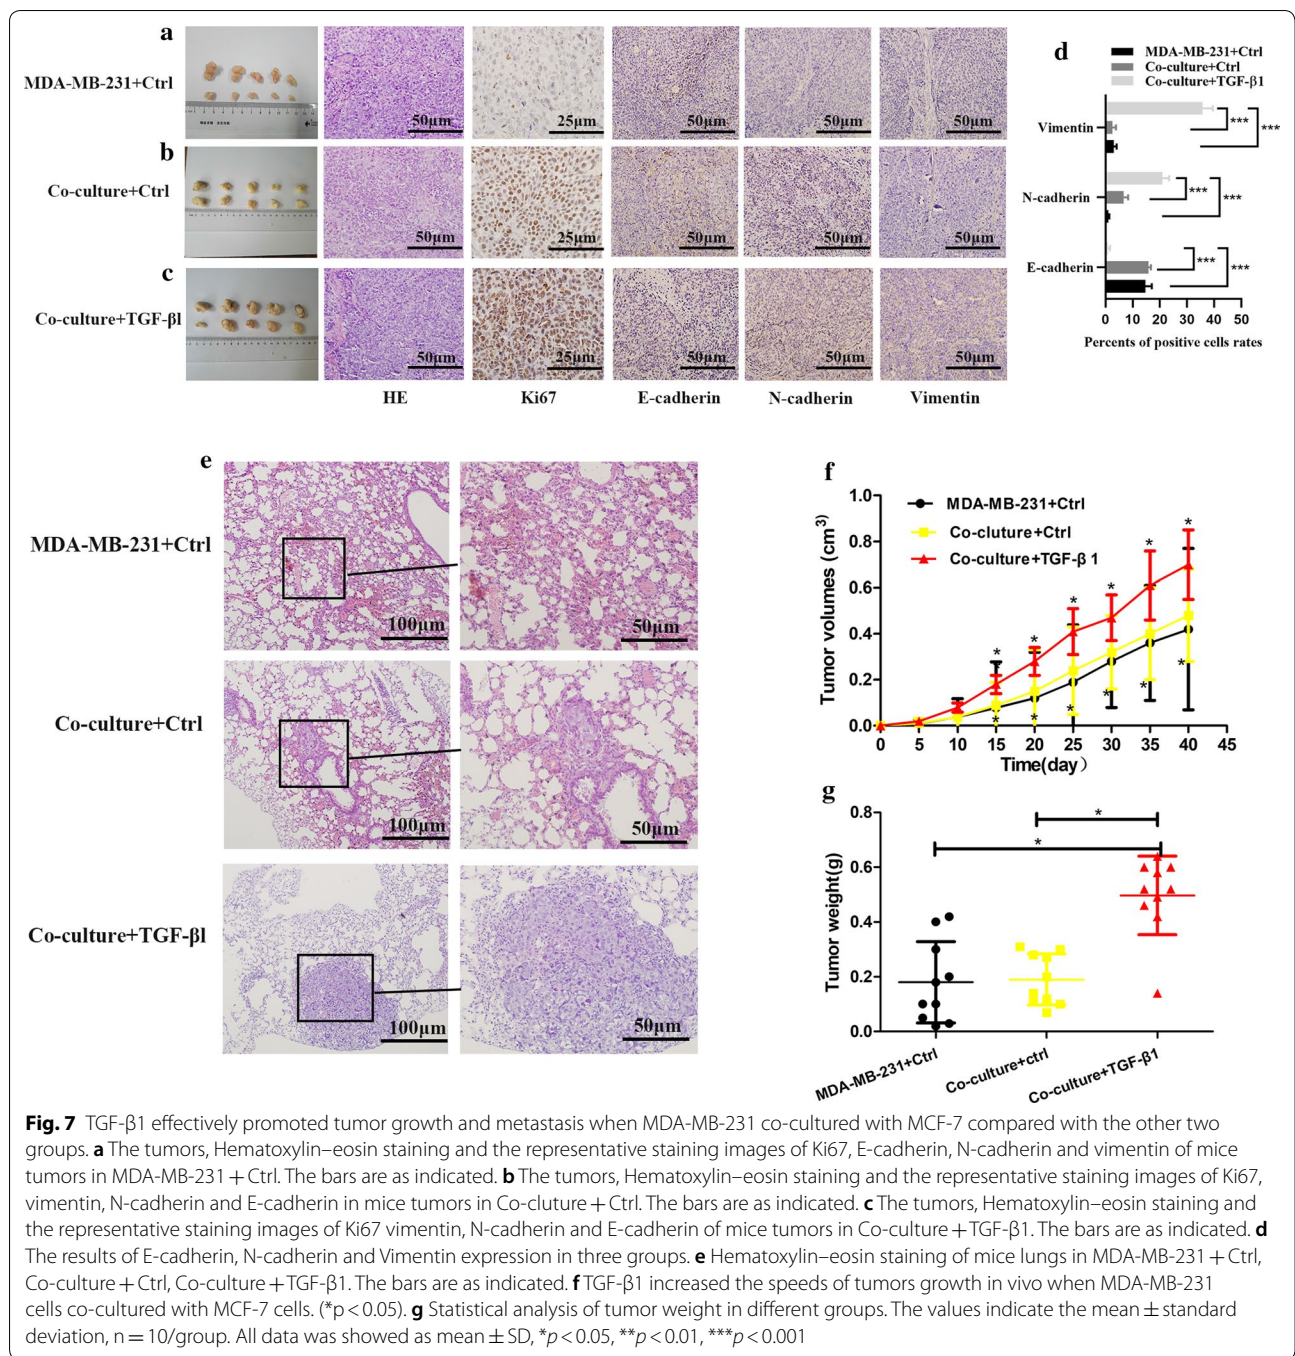 a
MDA-MB-231+Ctrl
50μm
25μm
50μm
50μm
50μm
b
Co-culture+Ctrl
50μm
25μm
50μm
50μm
50μm
c
Co-culture+TGF-βl
50μm
25μm
50μm
50μm
50μm
HE
Ki67
E-cadherin
N-cadherin
Vimentin
d
MDA-MB-231+Ctrl
Co-culture+Ctrl
Co-culture+TGF-β1
Vimentin
***
***
N-cadherin
***
***
E-cadherin
***
***
0 10 20 30 40 50
Percents of positive cells rates
e
MDA-MB-231+Ctrl
100μm
50μm
Co-culture+Ctrl
100μm
50μm
Co-culture+TGF-βl
100μm
50μm
f
Tumor volumes (cm³)
1.0
0.8
0.6
0.4
0.2
0.0
MDA-MB-231+Ctrl
Co-cluture+Ctrl
Co-culture+TGF-β 1
* * * * * *
* * * * * *
0 5 10 15 20 25 30 35 40 45
Time(day）
g
Tumor weight(g)
0.8
0.6
0.4
0.2
0.0
*
*
MDA-MB-231+Ctrl
Co-culture+ctrl
Co-culture+TGF-β1
Fig. 7 TGF-β1 effectively promoted tumor growth and metastasis when MDA-MB-231 co-cultured with MCF-7 compared with the other two
groups. a The tumors, Hematoxylin–eosin staining and the representative staining images of Ki67, E-cadherin, N-cadherin and vimentin of mice
tumors in MDA-MB-231 + Ctrl. The bars are as indicated. b The tumors, Hematoxylin–eosin staining and the representative staining images of Ki67,
vimentin, N-cadherin and E-cadherin in mice tumors in Co-cluture + Ctrl. The bars are as indicated. c The tumors, Hematoxylin–eosin staining and
the representative staining images of Ki67 vimentin, N-cadherin and E-cadherin of mice tumors in Co-culture + TGF-β1. The bars are as indicated. d
The results of E-cadherin, N-cadherin and Vimentin expression in three groups. e Hematoxylin–eosin staining of mice lungs in MDA-MB-231 + Ctrl,
Co-culture + Ctrl, Co-culture + TGF-β1. The bars are as indicated. f TGF-β1 increased the speeds of tumors growth in vivo when MDA-MB-231
cells co-cultured with MCF-7 cells. (*p < 0.05). g Statistical analysis of tumor weight in different groups. The values indicate the mean ± standard
deviation, n = 10/group. All data was showed as mean ± SD, *p < 0.05, **p < 0.01, ***p < 0.001